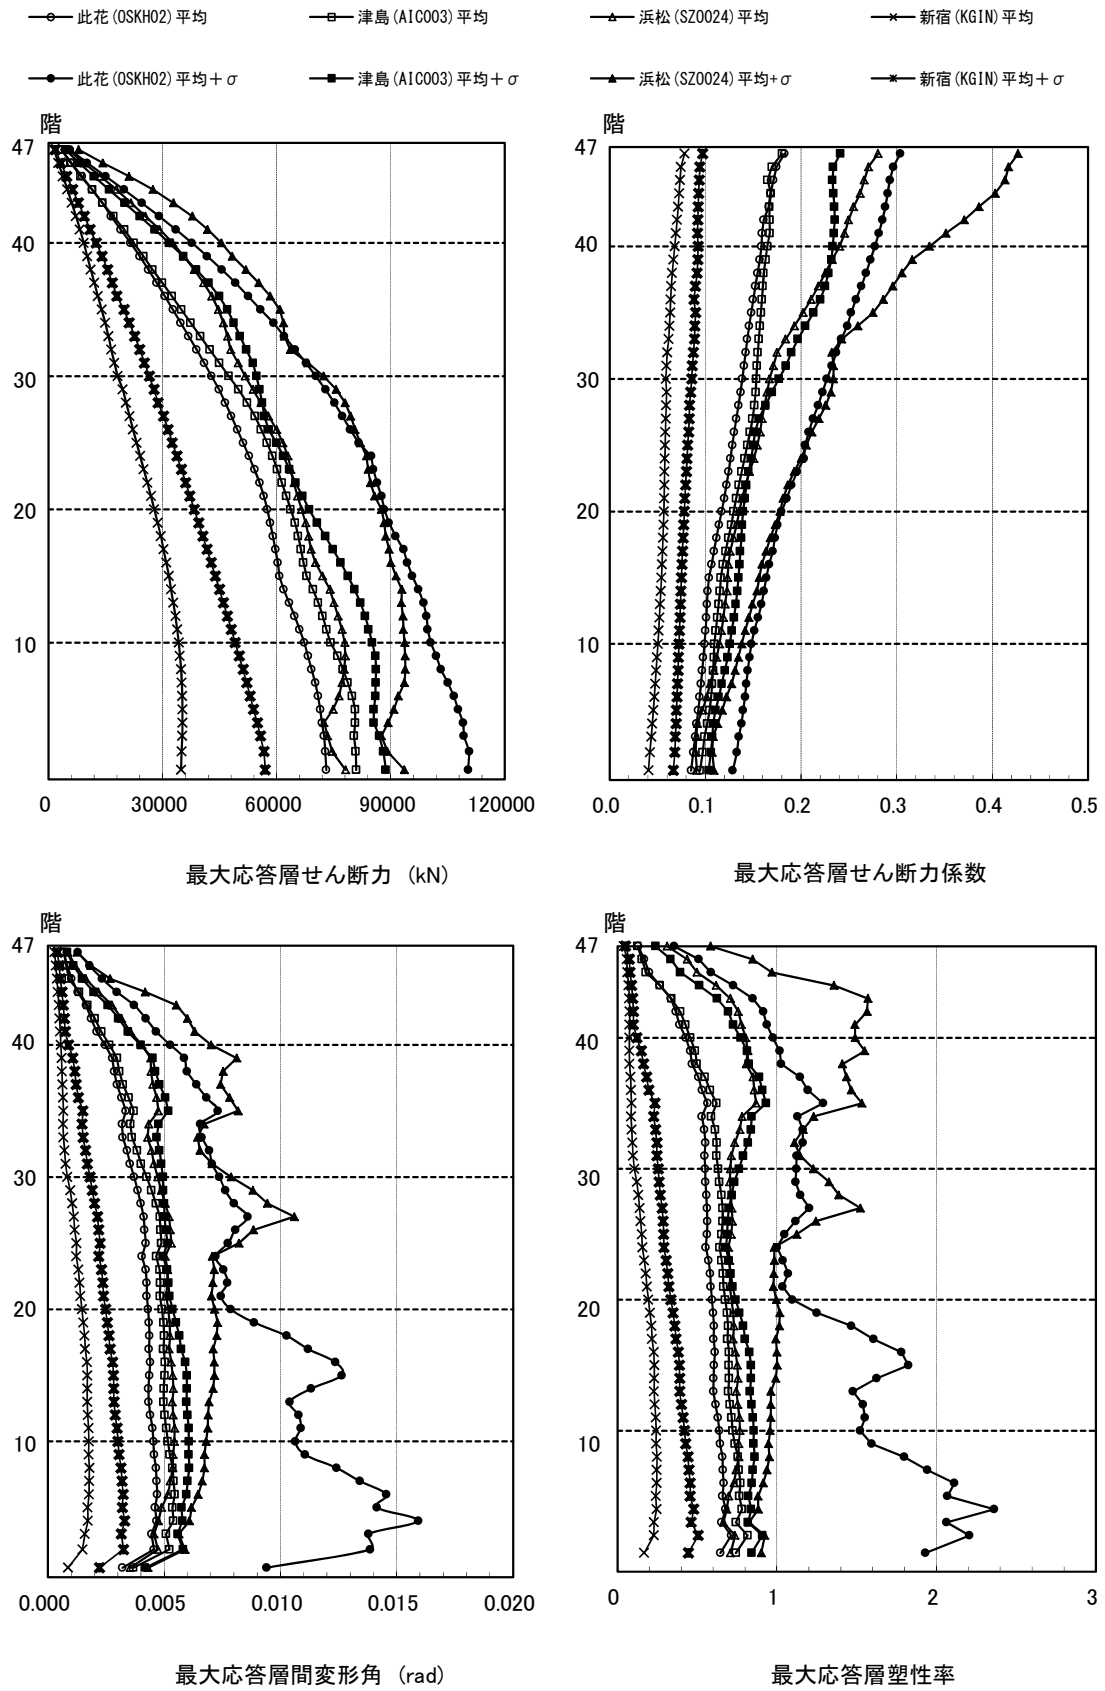 此花(OSKH02)平均 津島(AIC003)平均 浜松(SZ0024)平均 新宿(KGIN)平均
此花(OSKH02)平均+σ 津島(AIC003)平均+σ 浜松(SZ0024)平均+σ 新宿(KGIN)平均+σ
階
47
40
30
20
10
0 30000 60000 90000 120000
最大応答層せん断力 (kN)
階
47
40
30
20
10
0.0 0.1 0.2 0.3 0.4 0.5
最大応答層せん断力係数
階
47
40
30
20
10
0.000 0.005 0.010 0.015 0.020
最大応答層間変形角 (rad)
階
47
40
30
20
10
0 1 2 3
最大応答層塑性率